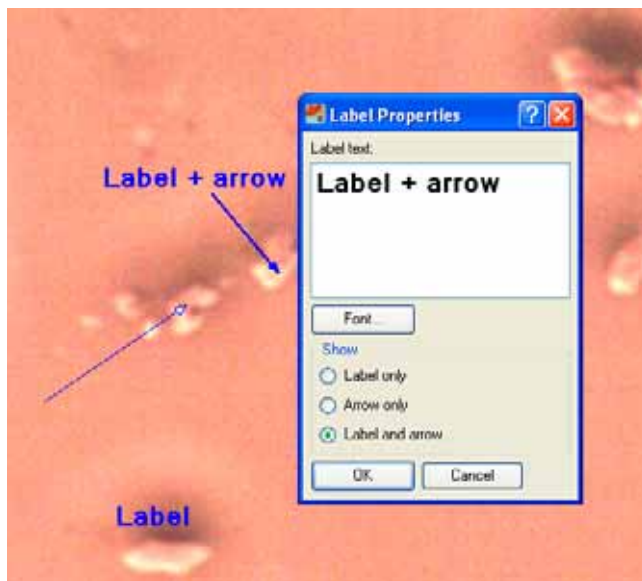 Label Properties
?
Label text:
Label + arrow
Label + arrow
Font...
Show
Label only
Arrow only
Label and arrow
OK
Cancel
Label